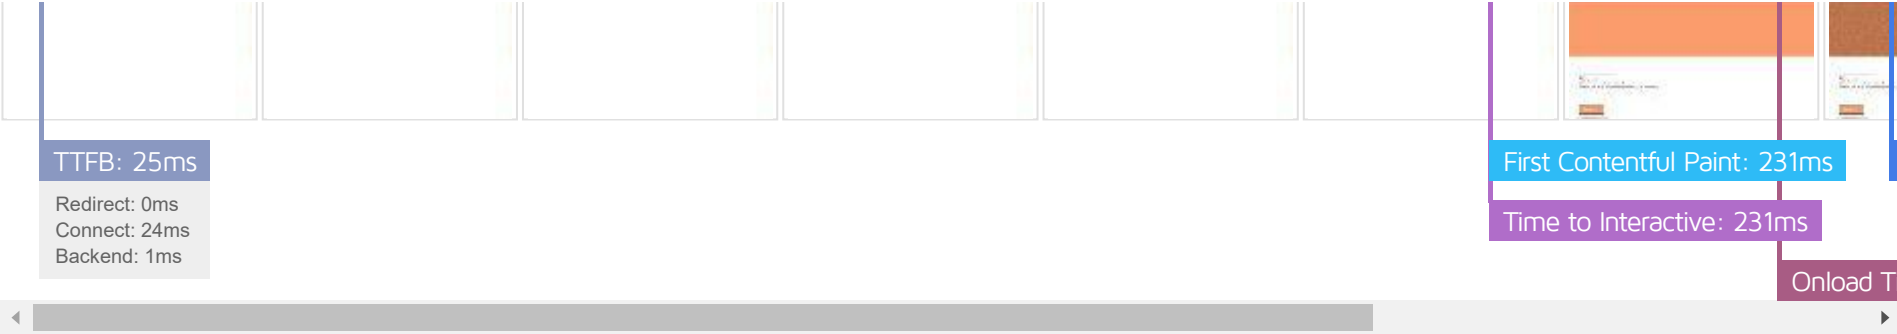 TTFB: 25ms
Redirect: 0ms
Connect: 24ms
Backend: 1ms
First Contentful Paint: 231ms
Time to Interactive: 231ms
Onload T